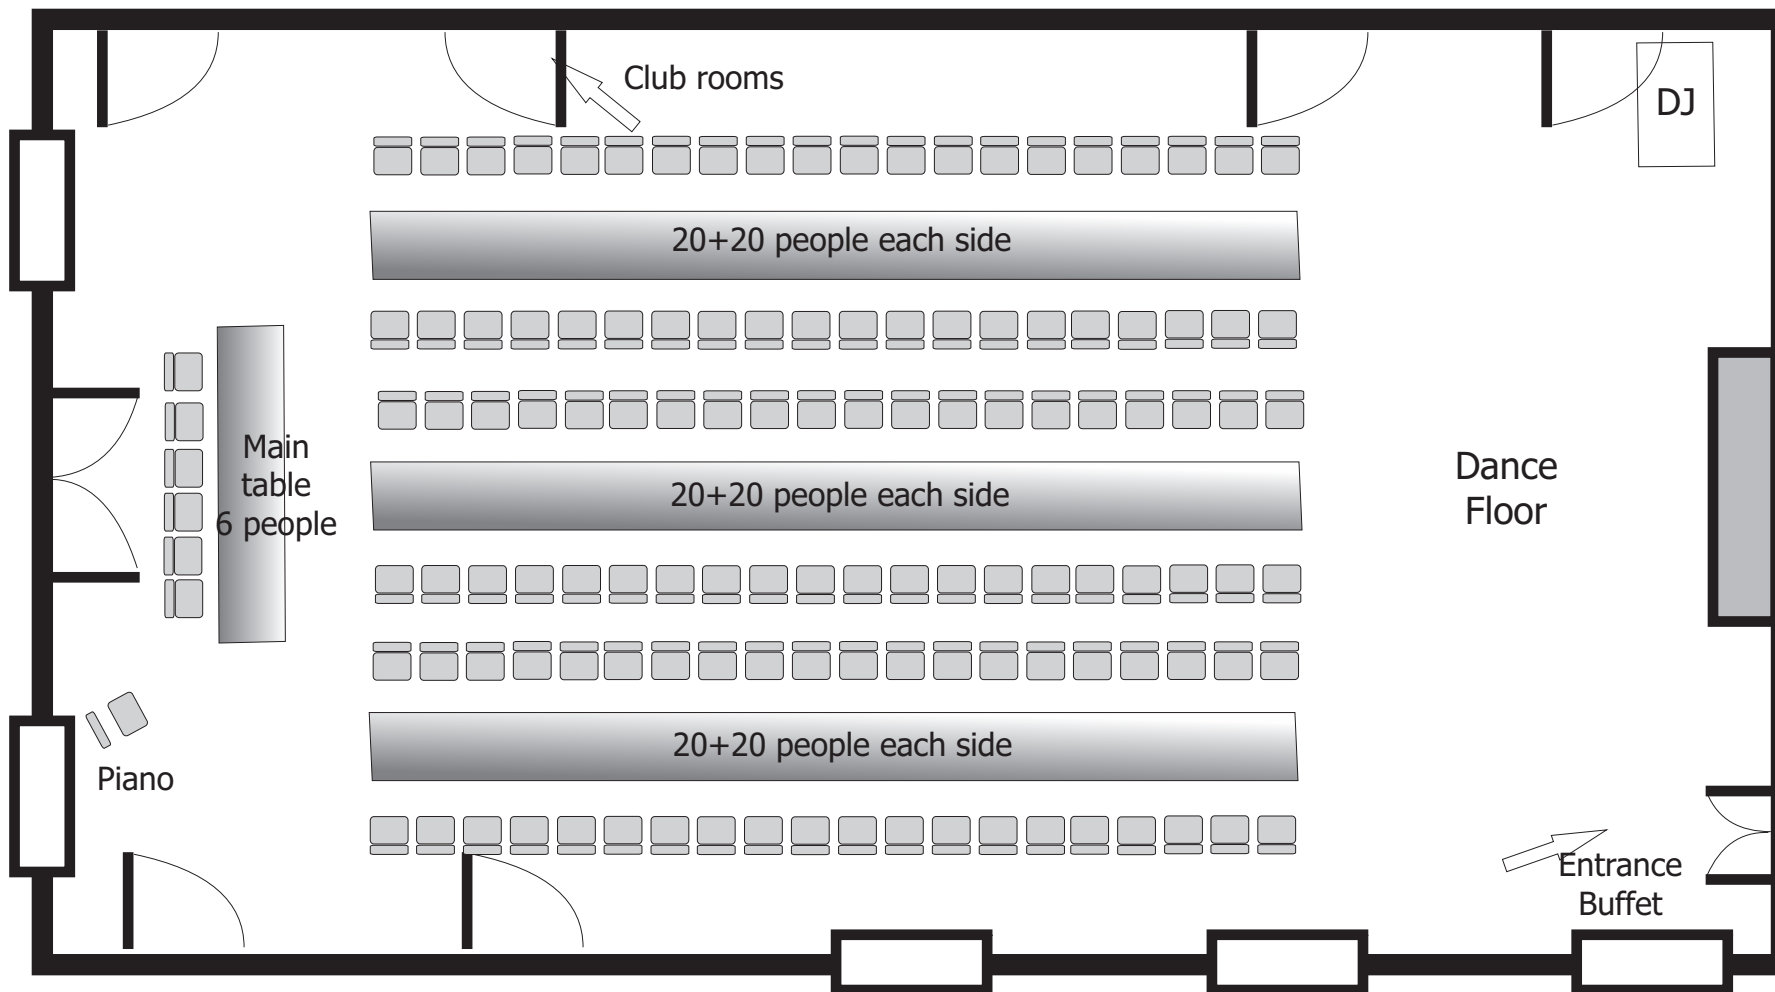 Club rooms
DJ
20+20 people each side
Main
table
6 people
20+20 people each side
Dance
Floor
20+20 people each side
Piano
Entrance
Buffet